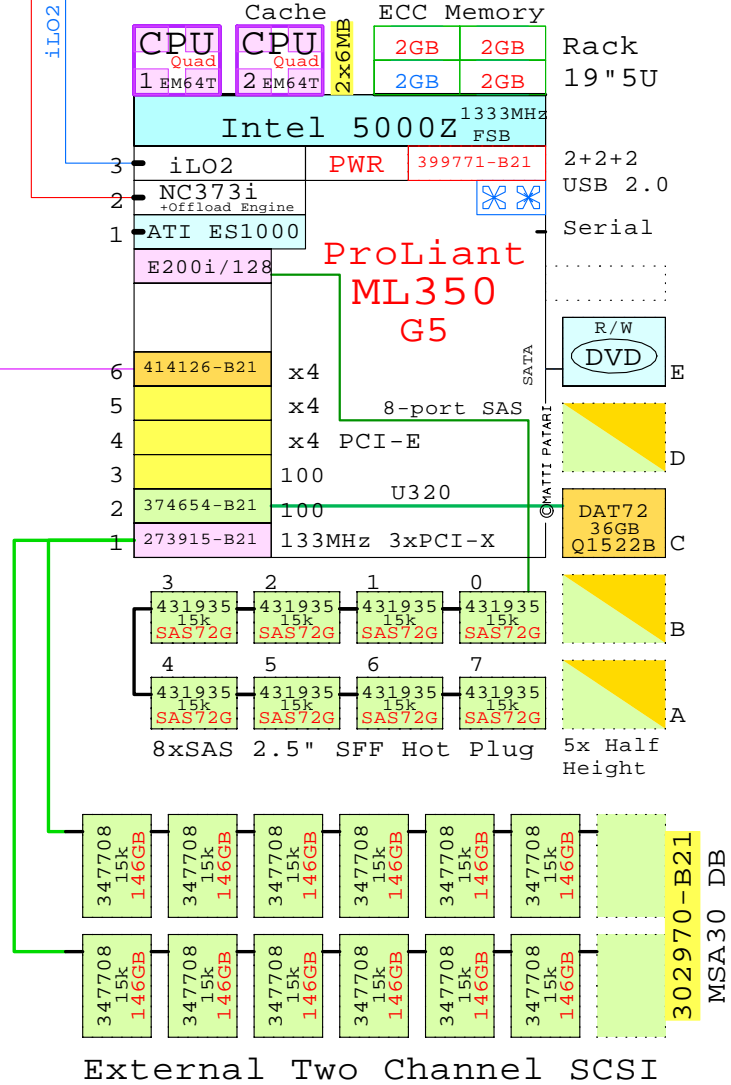 iLO2
Cache
ECC Memory
CPU
Quad
1 EM64T
CPU
Quad
2 EM64T
2x6MB
2GB 2GB
2GB 2GB
Rack
19"5U
Intel 5000Z
1333MHz
FSB
3 iLO2
PWR
399771-B21
2+2+2
USB 2.0
2 NC373i
+Offload Engine
1 ATI ES1000
Serial
E200i/128
ProLiant
ML350
G5
R/W
DVD
E
SATA
6 414126-B21 x4
5 x4
8-port SAS
4 x4 PCI-E
D
3 100
©MATTI PATARI
2 374654-B21 100
U320
DAT72
36GB
Q1522B
C
1 273915-B21 133MHz 3xPCI-X
3 2 1 0
431935 431935 431935 431935
15k 15k 15k 15k
SAS72G SAS72G SAS72G SAS72G
B
4 5 6 7
431935 431935 431935 431935
15k 15k 15k 15k
SAS72G SAS72G SAS72G SAS72G
A
8xSAS 2.5" SFF Hot Plug
5x Half
Height
347708 15k 146GB
347708 15k 146GB
347708 15k 146GB
347708 15k 146GB
347708 15k 146GB
347708 15k 146GB
347708 15k 146GB
347708 15k 146GB
347708 15k 146GB
347708 15k 146GB
347708 15k 146GB
347708 15k 146GB
302970-B21
MSA30 DB
External Two Channel SCSI